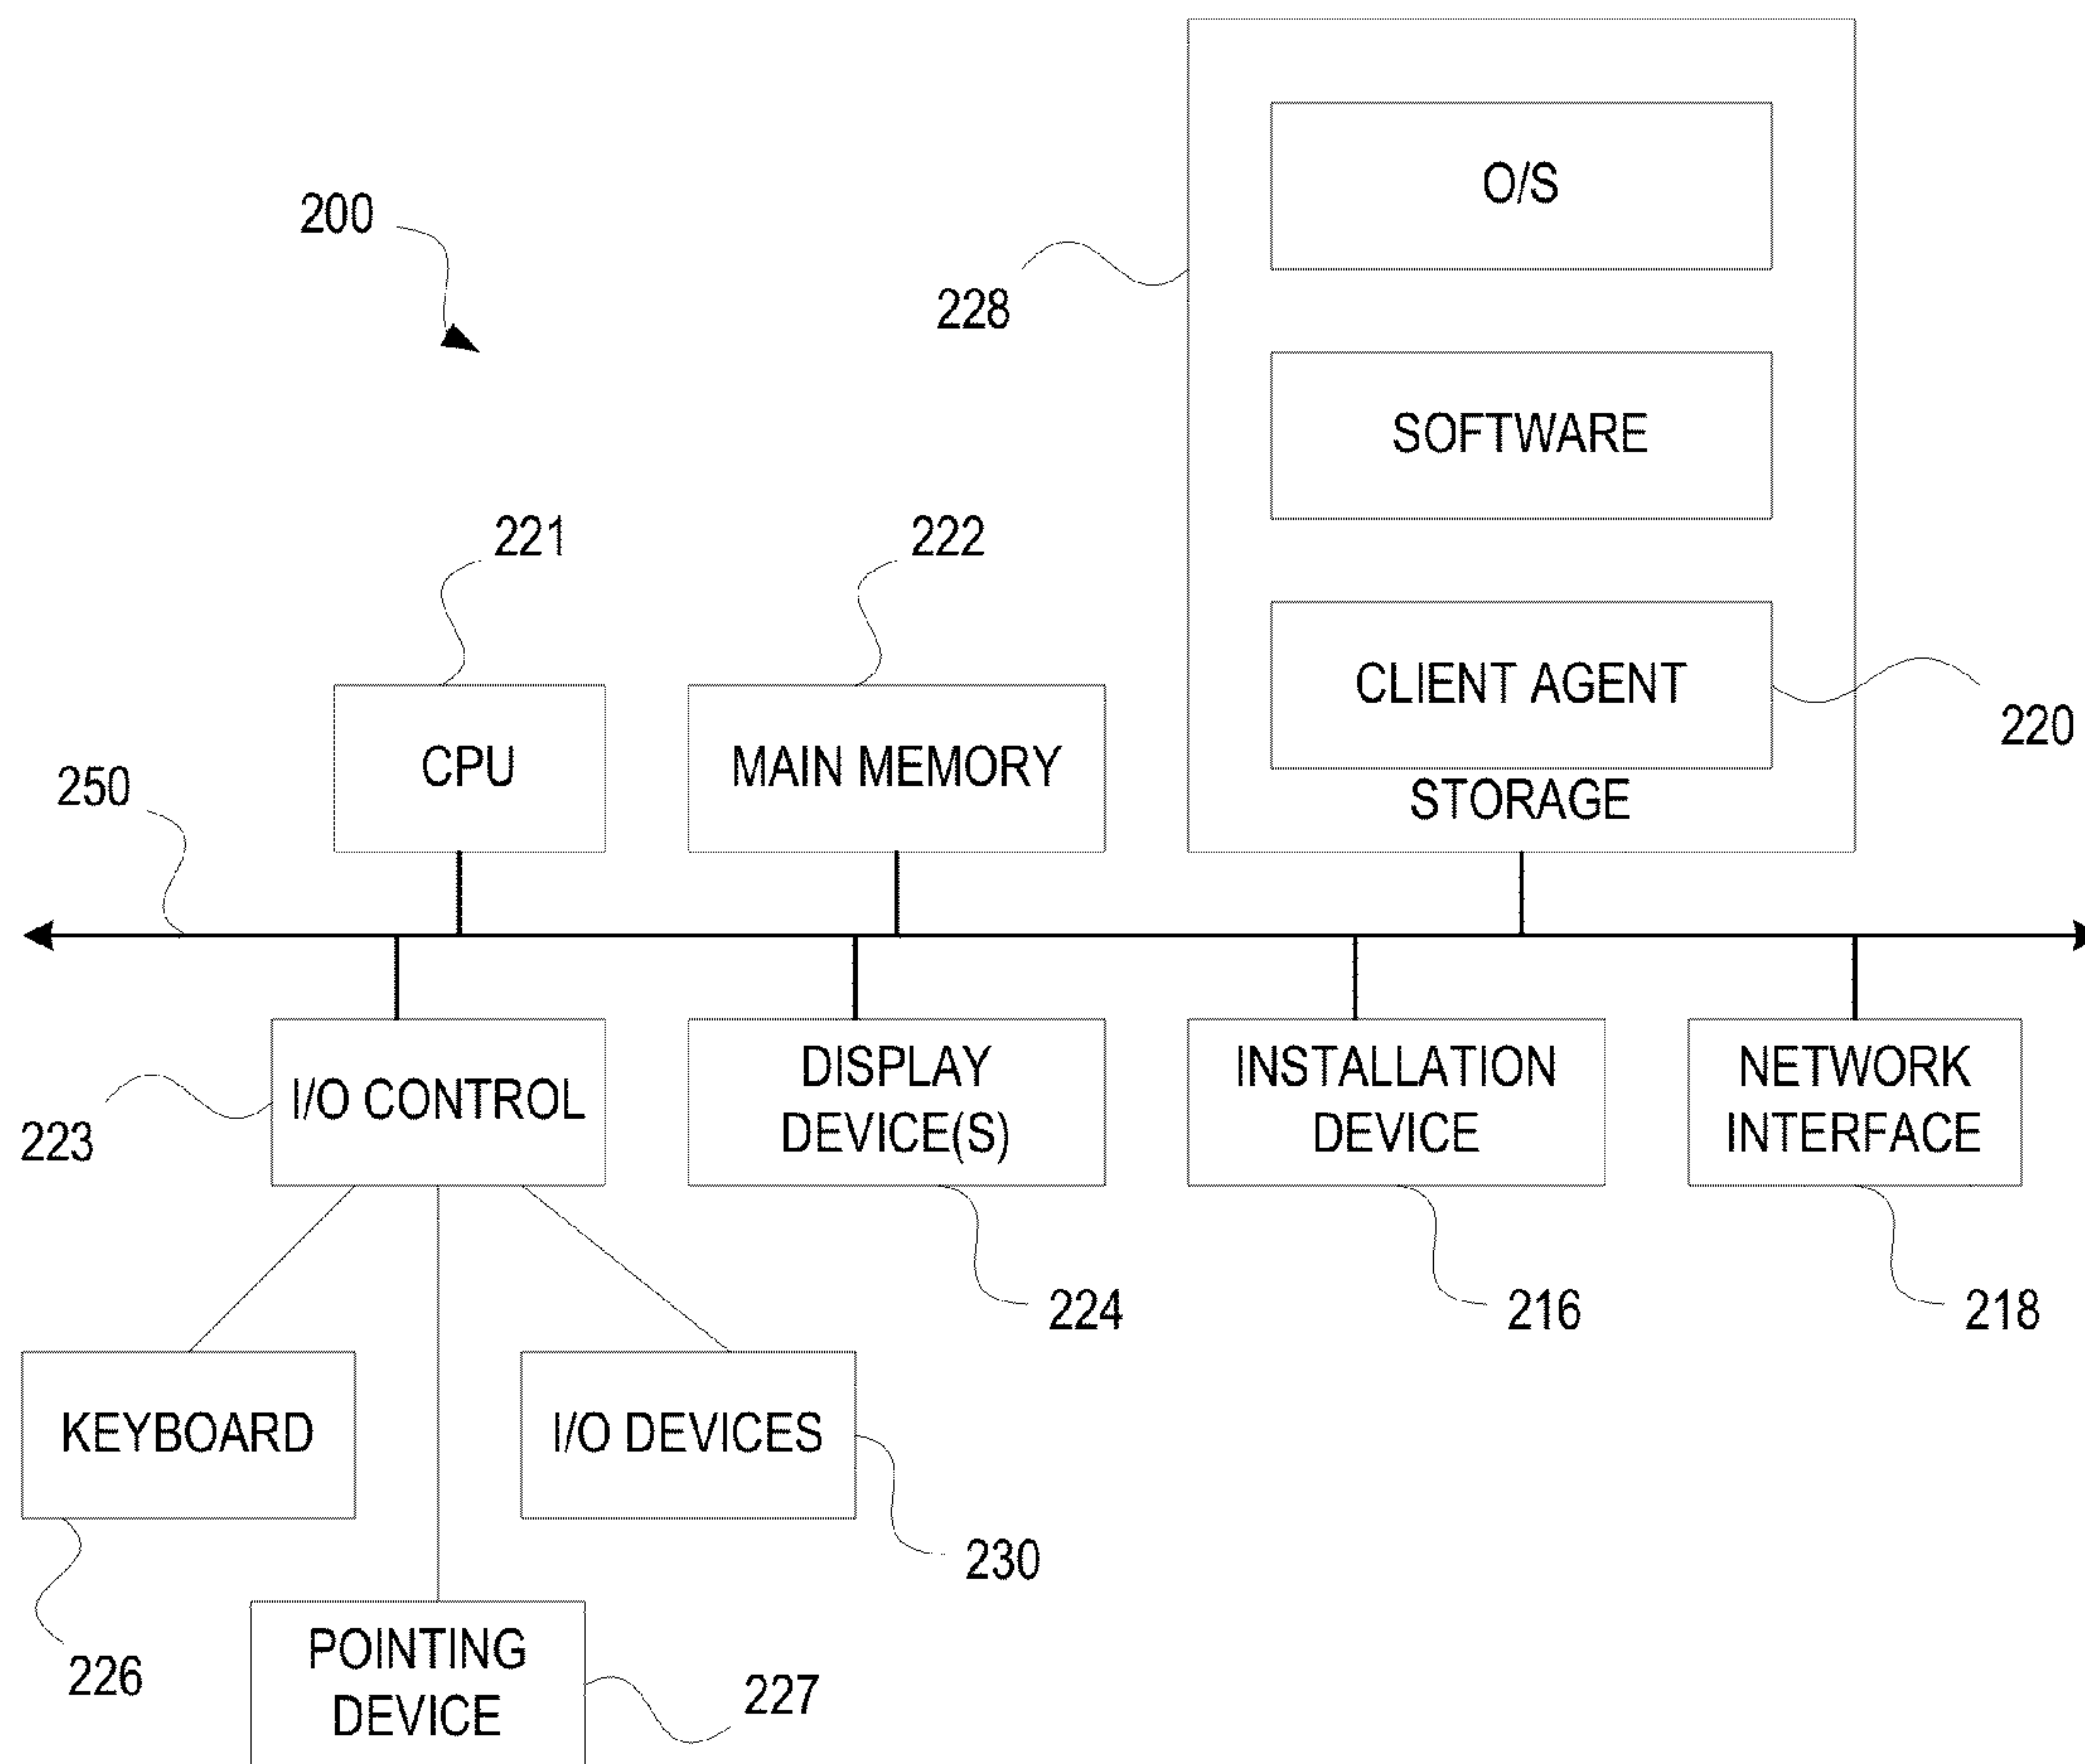 O/S
200
228
SOFTWARE
221
222
CLIENT AGENT
220
CPU
MAIN MEMORY
250
STORAGE
I/O CONTROL
223
DISPLAY
DEVICE(S)
INSTALLATION
DEVICE
NETWORK
INTERFACE
224
216
218
KEYBOARD
I/O DEVICES
230
226
POINTING
DEVICE
227